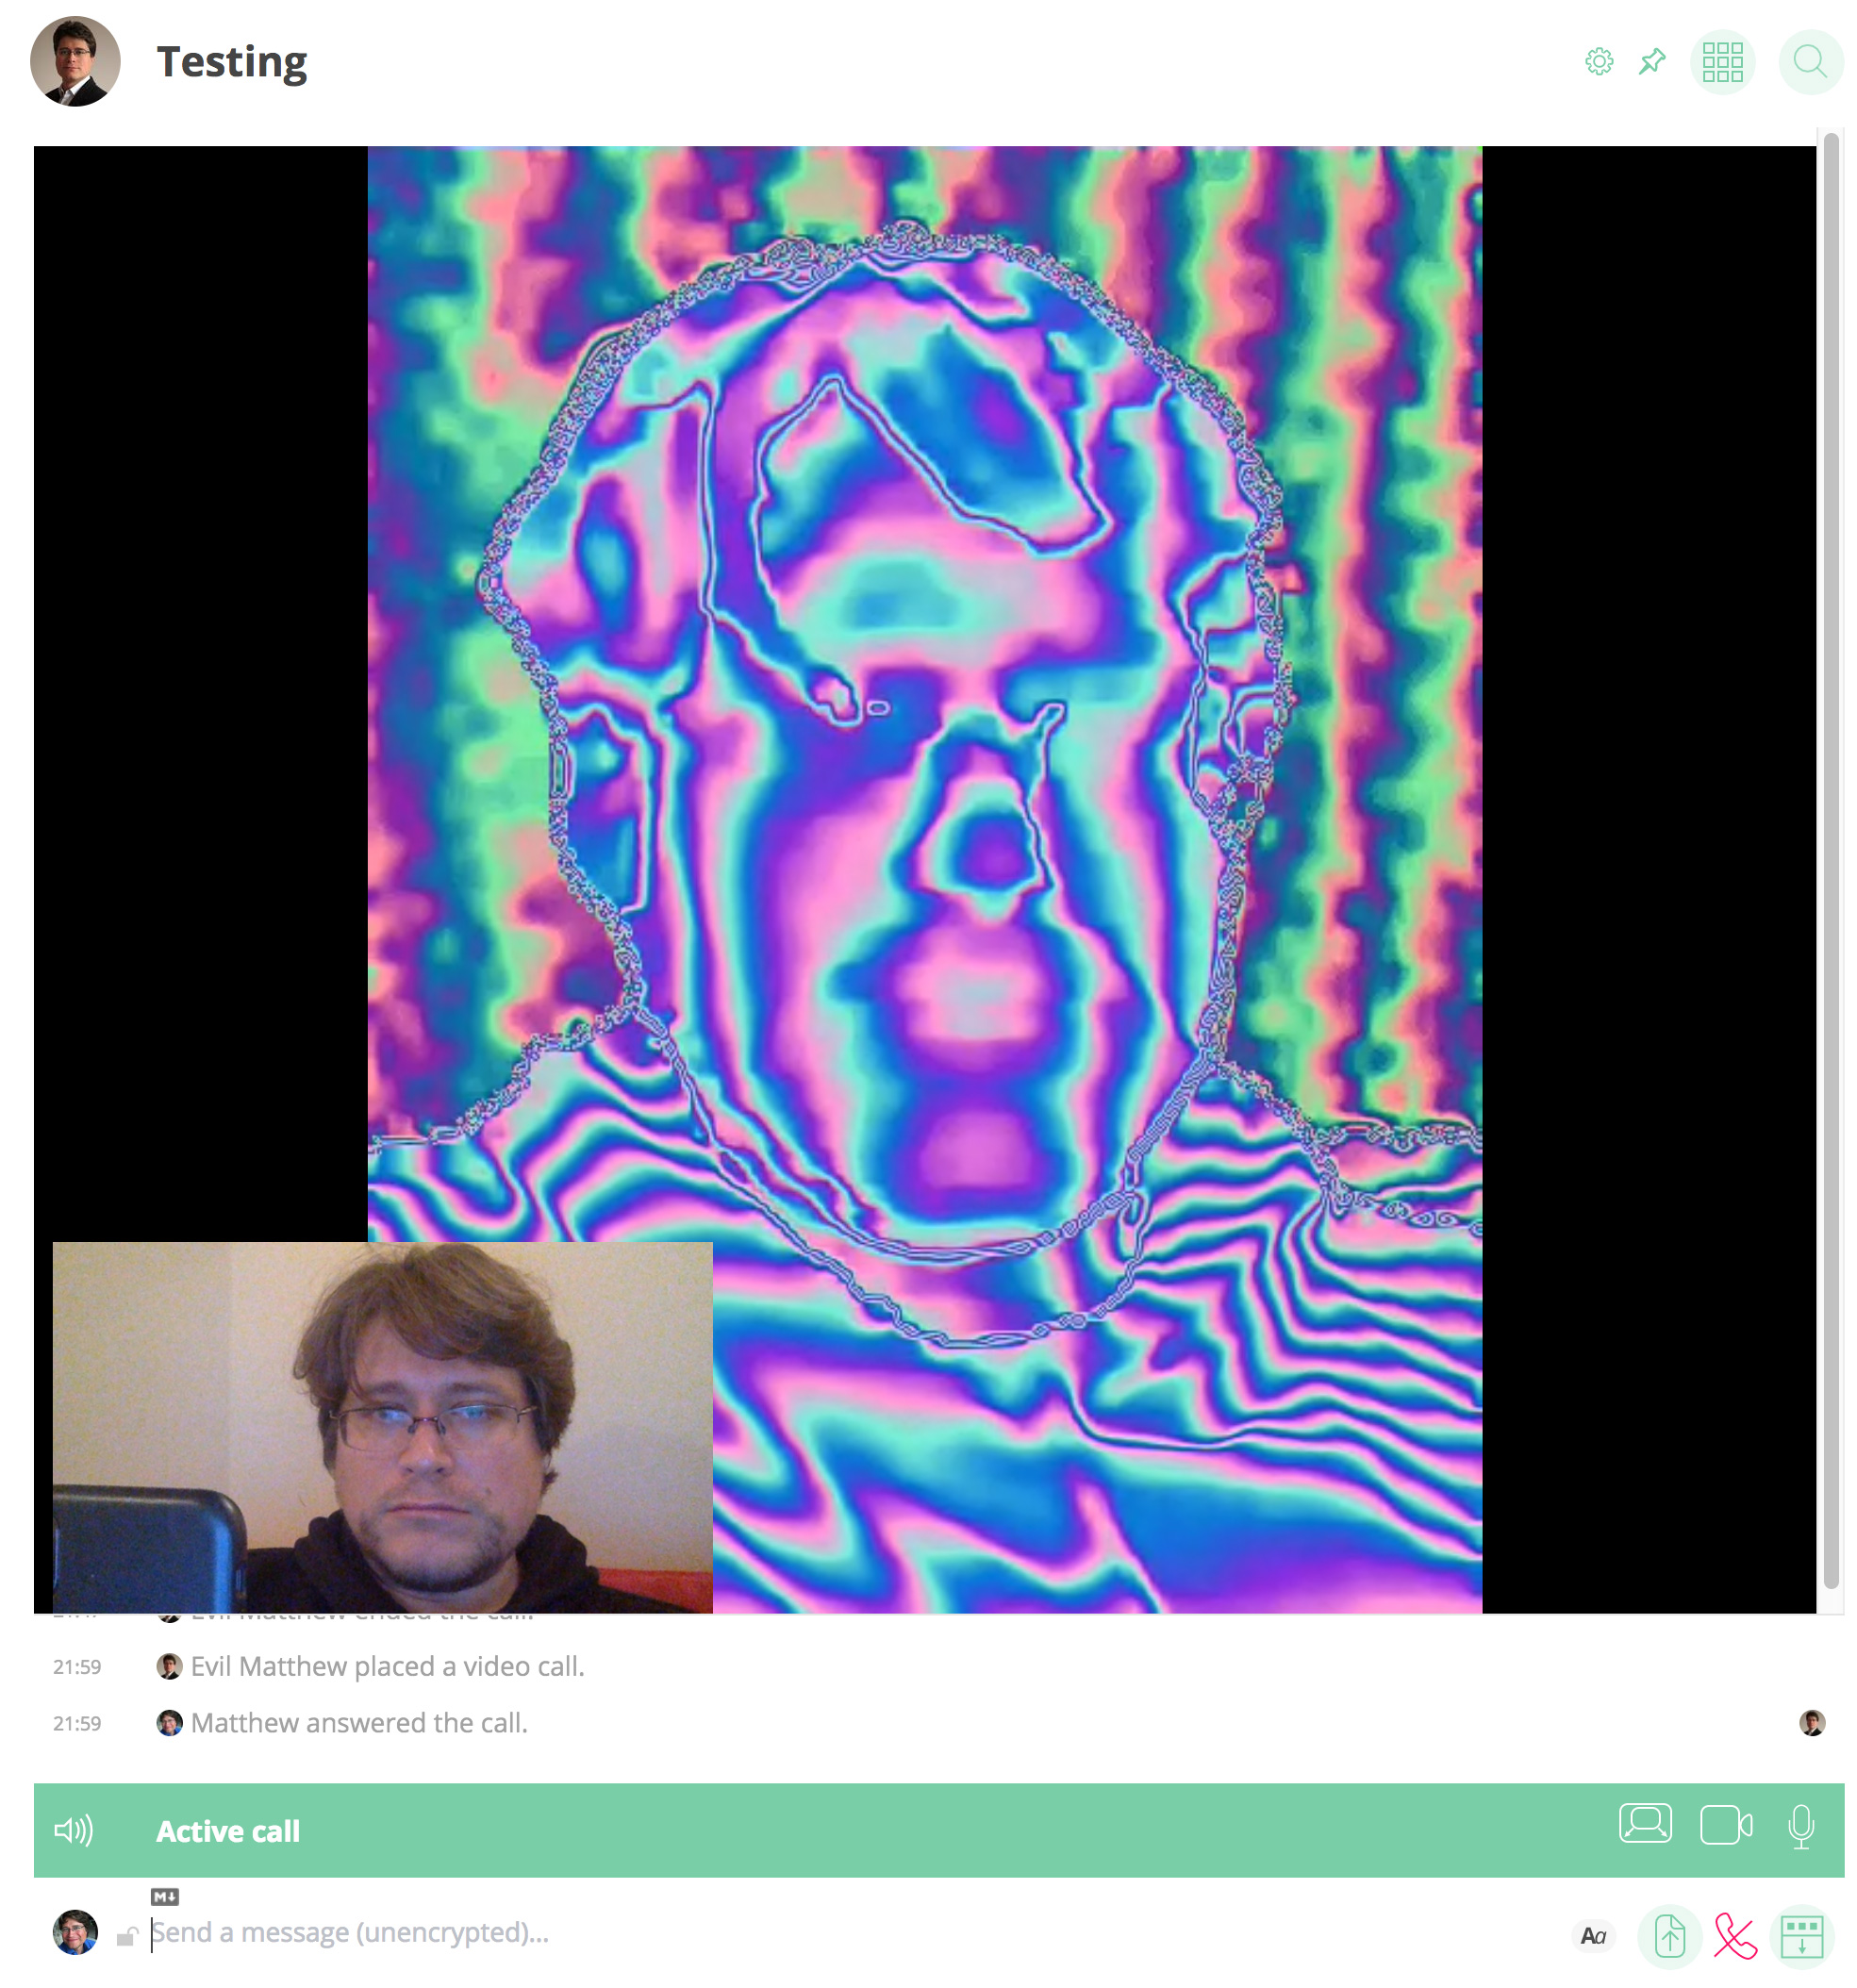 Testing
Evil Matthew ended the call.
21:59 Evil Matthew placed a video call.
21:59 Matthew answered the call.
Active call
M
Send a message (unencrypted)...
Aa